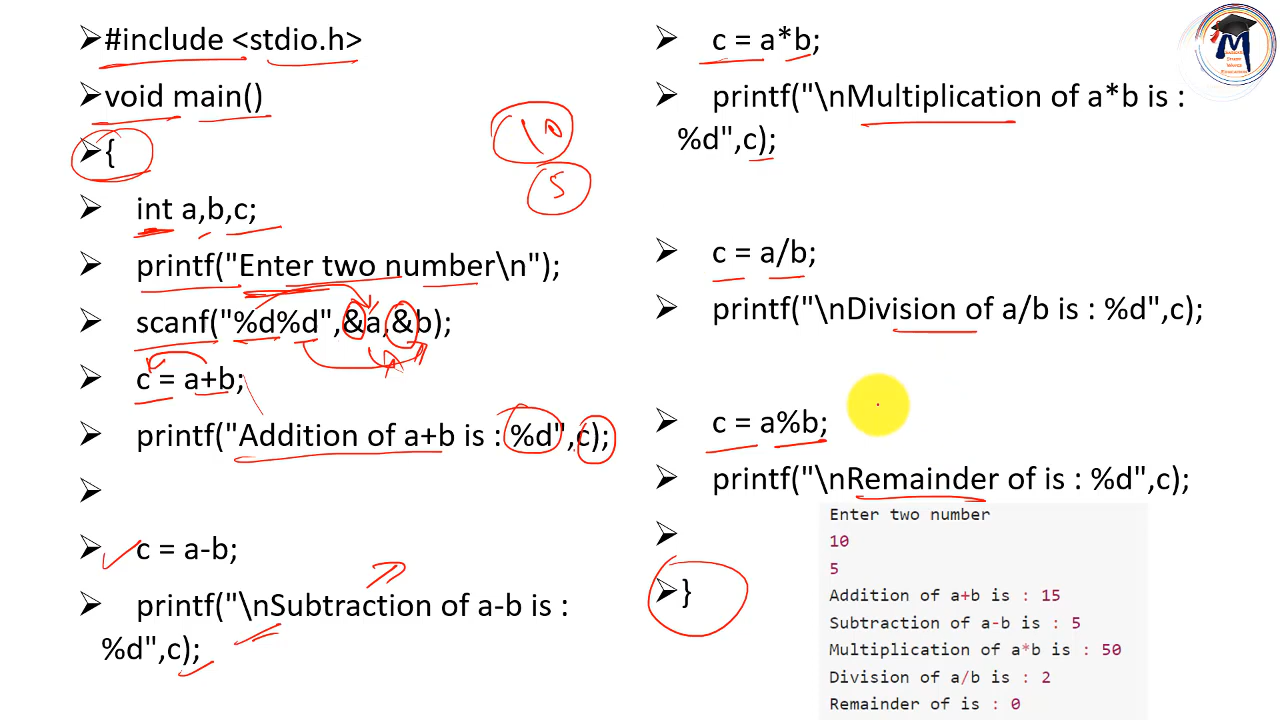 #include <stdio.h>
void main()
{
int a,b,c;
printf("Enter two number\n");
scanf("%d%d",&a,&b);
c = a+b;
printf("Addition of a+b is : %d",c);
c = a-b;
printf("\nSubtraction of a-b is :
%d",c);
10
5
c = a*b;
printf("\nMultiplication of a*b is :
%d",c);
c = a/b;
printf("\nDivision of a/b is : %d",c);
c = a%b;
printf("\nRemainder of is : %d",c);
}
Enter two number
10
5
Addition of a+b is : 15
Subtraction of a-b is : 5
Multiplication of a*b is : 50
Division of a/b is : 2
Remainder of is : 0
M